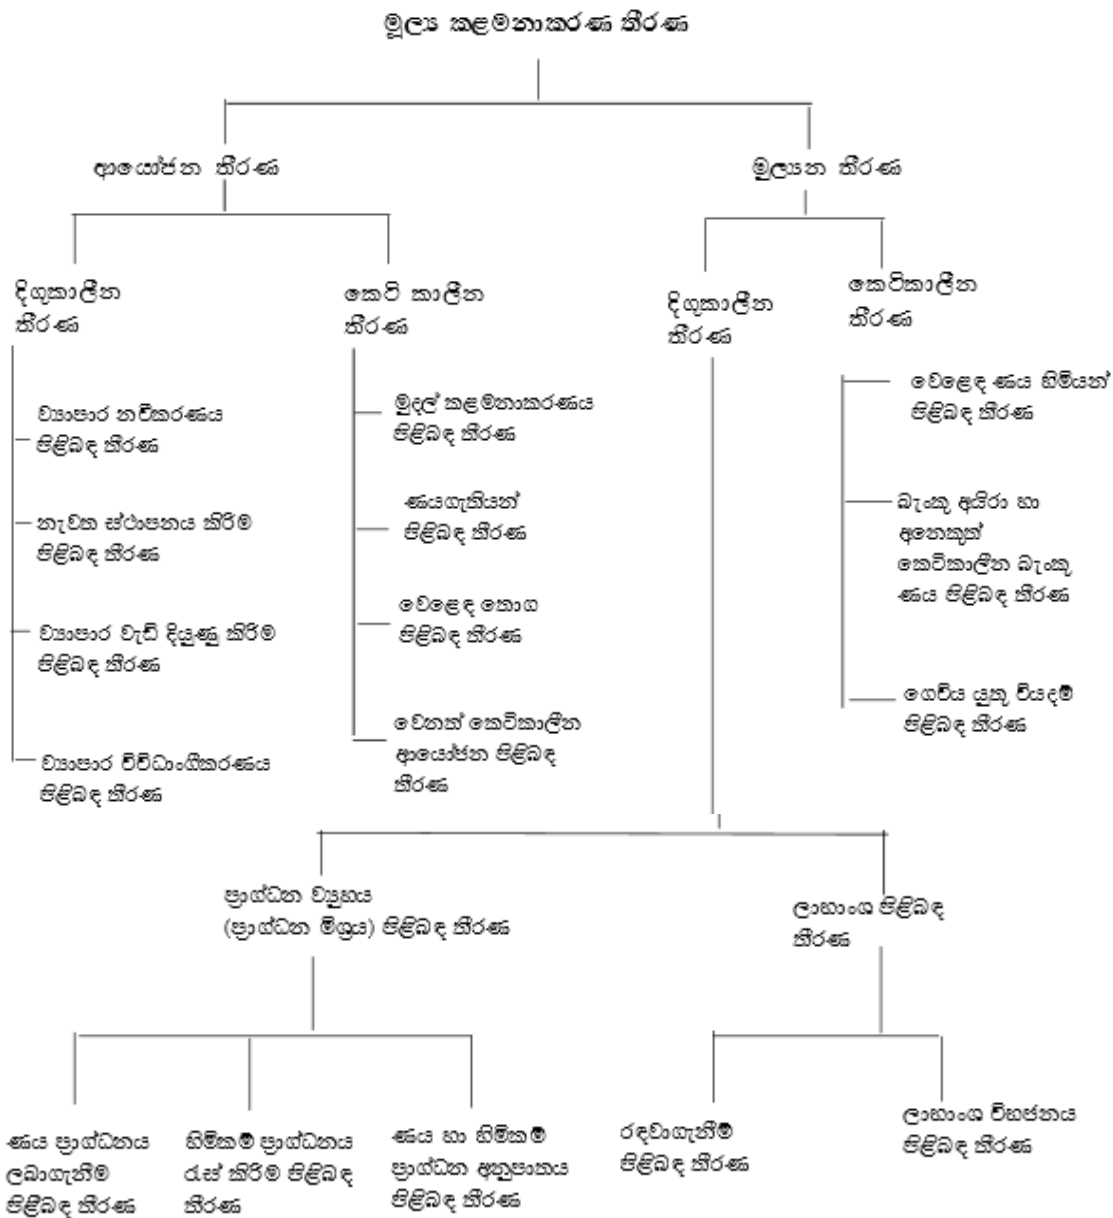 මූල්‍ය කළමනාකරණ තීරණ
ආයෝජන තීරණ
මුල්‍යන තීරණ
දිගුකාලීන
තීරණ
කෙටි කාලීන
තීරණ
දිගුකාලීන
තීරණ
කෙටිකාලීන
තීරණ
ව්‍යාපාර නවීකරණය
පිළිබඳ තීරණ
නැවත ස්ථාපනය කිරීම
පිළිබඳ තීරණ
ව්‍යාපාර වැඩි දියුණු කිරීම
පිළිබඳ තීරණ
ව්‍යාපාර විවිධාංගීකරණය
පිළිබඳ තීරණ
මුදල් කළමනාකරණය
පිළිබඳ තීරණ
ණයගැතියන්
පිළිබඳ තීරණ
වෙළෙඳ තොග
පිළිබඳ තීරණ
වෙනත් කෙටිකාලීන
ආයෝජන පිළිබඳ
තීරණ
වෙළෙඳ ණය හිමියන්
පිළිබඳ තීරණ
බැංකු අයිරා හා
අනෙකුත්
කෙටිකාලීන බැංකු
ණය පිළිබඳ තීරණ
ගෙවිය යුතු වියදම්
පිළිබඳ තීරණ
ප්‍රාග්ධන ව්‍යුහය
(ප්‍රාග්ධන මිශ්‍රය) පිළිබඳ තීරණ
ලාභාංශ පිළිබඳ
තීරණ
ණය ප්‍රාග්ධනය
ලබාගැනීම
පිළිබඳ තීරණ
හිමිකම් ප්‍රාග්ධනය
රැස් කිරීම පිළිබඳ
තීරණ
ණය හා හිමිකම්
ප්‍රාග්ධන අනුපාතය
පිළිබඳ තීරණ
රඳවාගැනීම්
පිළිබඳ තීරණ
ලාභාංශ විභජනය
පිළිබඳ තීරණ